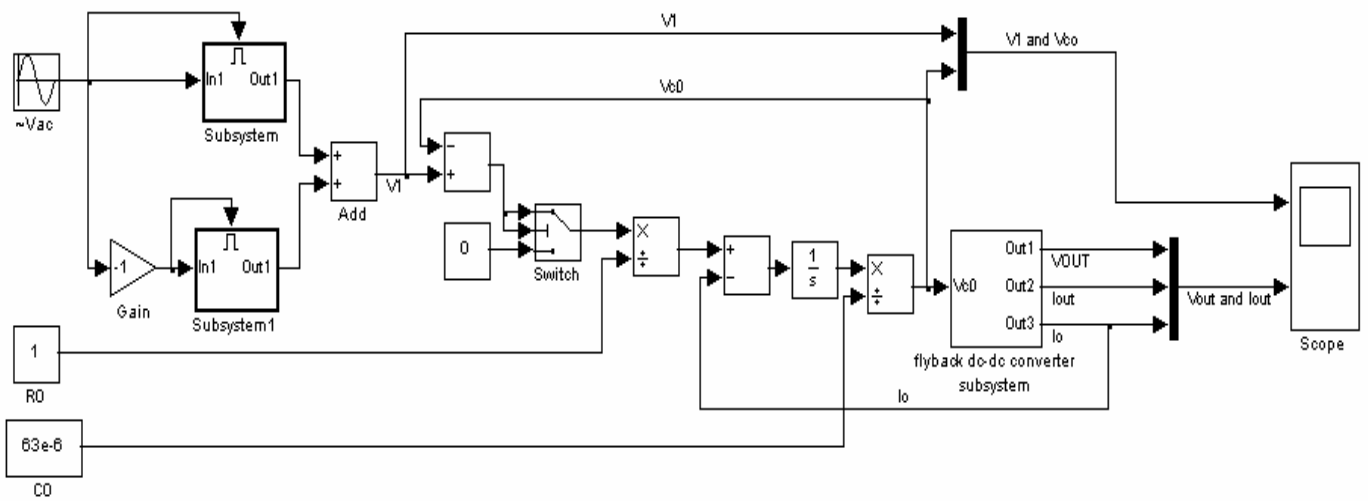 V1
V1 and Vco
In1 Out1
~Vac
Subsystem
Vc0
+
+
V1
Add
−
+
-1
Gain
In1 Out1
Subsystem1
0
Switch
×
÷
+
−
1
s
×
÷
Vc0
Out1
Out2
Out3
VOUT
Iout
Io
Vout and Iout
Scope
flyback dc-dc converter
subsystem
1
R0
Io
63e-6
C0